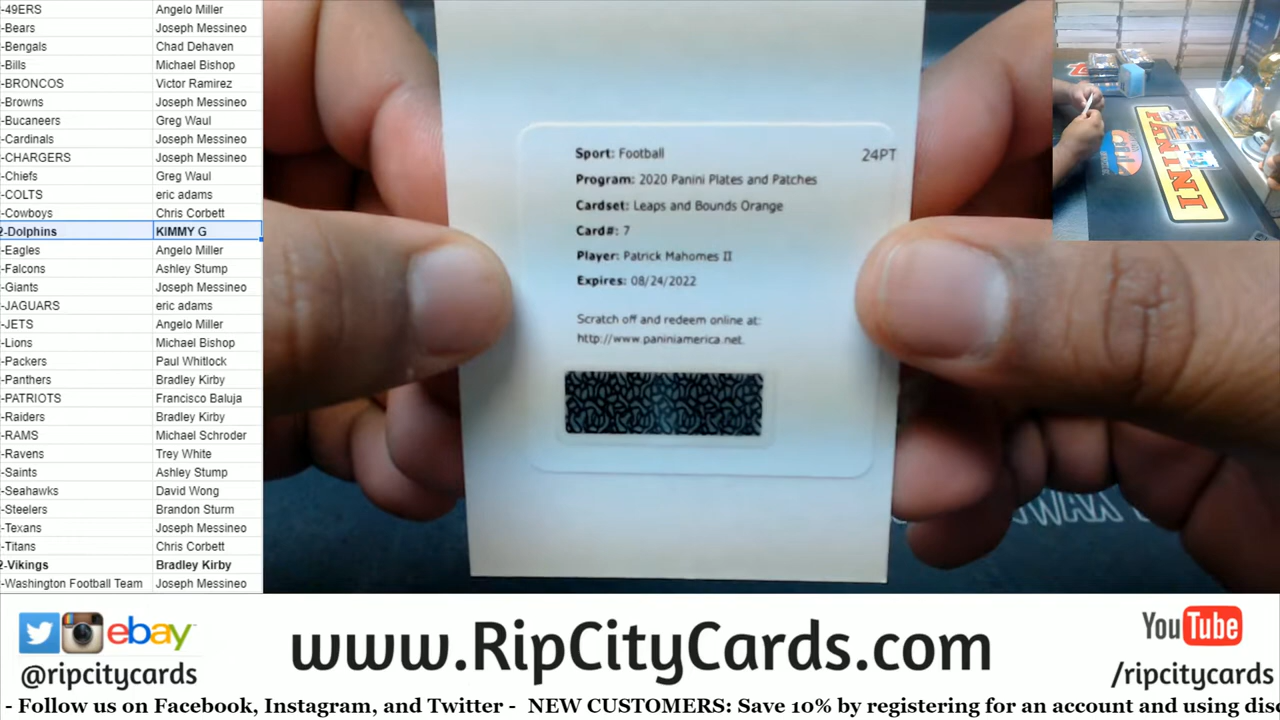 -49ERS Angelo Miller
-Bears Joseph Messineo
-Bengals Chad Dehaven
-Bills Michael Bishop
-BRONCOS Victor Ramirez
-Browns Joseph Messineo
-Bucaneers Greg Waul
-Cardinals Joseph Messineo
-CHARGERS Joseph Messineo
-Chiefs Greg Waul
-COLTS eric adams
-Cowboys Chris Corbett
2-Dolphins KIMMY G
-Eagles Angelo Miller
-Falcons Ashley Stump
-Giants Joseph Messineo
-JAGUARS eric adams
-JETS Angelo Miller
-Lions Michael Bishop
-Packers Paul Whitlock
-Panthers Bradley Kirby
-PATRIOTS Francisco Baluja
-Raiders Bradley Kirby
-RAMS Michael Schroder
-Ravens Trey White
-Saints Ashley Stump
-Seahawks David Wong
-Steelers Brandon Sturm
-Texans Joseph Messineo
-Titans Chris Corbett
2-Vikings Bradley Kirby
-Washington Football Team Joseph Messineo
Sport: Football 24PT
Program: 2020 Panini Plates and Patches
Cardset: Leaps and Bounds Orange
Card#: 7
Player: Patrick Mahomes II
Expires: 08/24/2022
Scratch off and redeem online at:
http://www.paniniamerica.net.
WAX
PANINI
ebay
@ripcitycards
www.RipCityCards.com
YouTube
/ripcitycards
- Follow us on Facebook, Instagram, and Twitter - NEW CUSTOMERS: Save 10% by registering for an account and using disc